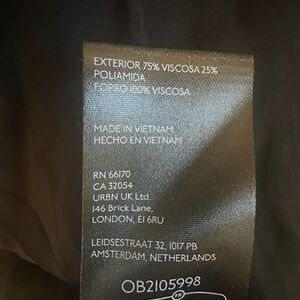 EXTERIOR 75% VISCOSA 25%
POLIAMIDA
FORRO 100% VISCOSA
MADE IN VIETNAM
HECHO EN VIETNAM
RN 66170
CA 32054
URBN UK Ltd.
146 Brick Lane,
LONDON, E1 6RU
LEIDSESTRAAT 32, 1017 PB
AMSTERDAM, NETHERLANDS
OB2105998